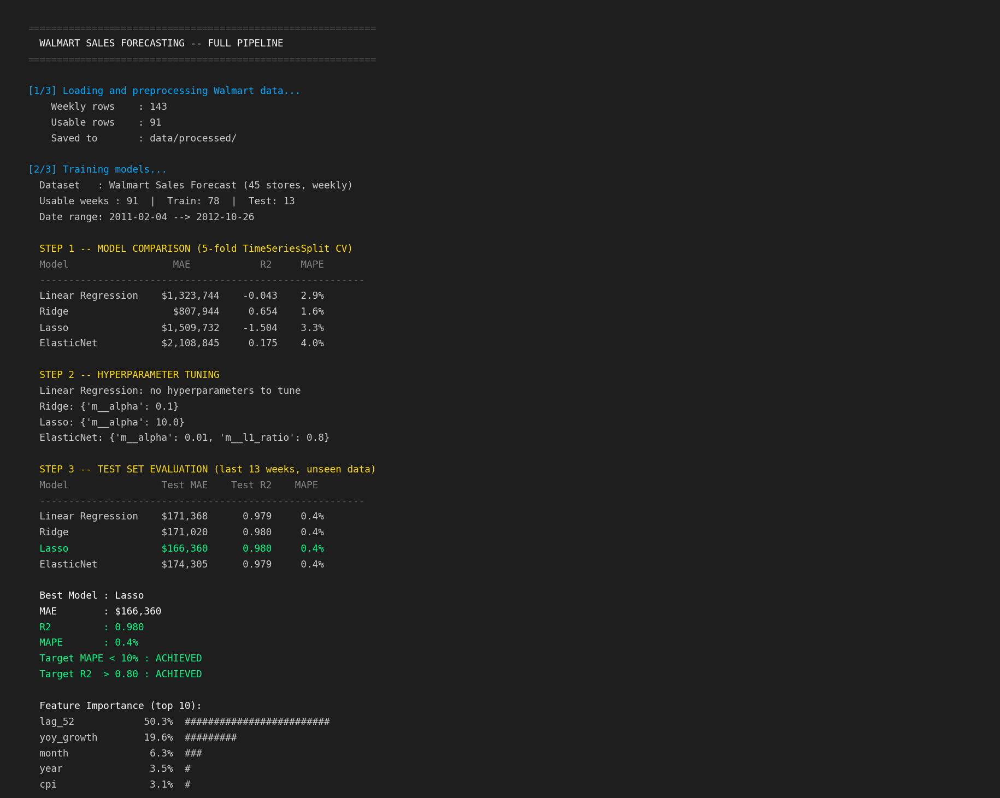 ============================================================
  WALMART SALES FORECASTING -- FULL PIPELINE
============================================================

[1/3] Loading and preprocessing Walmart data...
    Weekly rows    : 143
    Usable rows    : 91
    Saved to       : data/processed/

[2/3] Training models...
  Dataset   : Walmart Sales Forecast (45 stores, weekly)
  Usable weeks : 91  |  Train: 78  |  Test: 13
  Date range: 2011-02-04 --> 2012-10-26

  STEP 1 -- MODEL COMPARISON (5-fold TimeSeriesSplit CV)
  Model                  MAE            R2     MAPE
  --------------------------------------------------------
  Linear Regression    $1,323,744    -0.043    2.9%
  Ridge                  $807,944     0.654    1.6%
  Lasso                $1,509,732    -1.504    3.3%
  ElasticNet           $2,108,845     0.175    4.0%

  STEP 2 -- HYPERPARAMETER TUNING
  Linear Regression: no hyperparameters to tune
  Ridge: {'m__alpha': 0.1}
  Lasso: {'m__alpha': 10.0}
  ElasticNet: {'m__alpha': 0.01, 'm__l1_ratio': 0.8}

  STEP 3 -- TEST SET EVALUATION (last 13 weeks, unseen data)
  Model                Test MAE    Test R2    MAPE
  --------------------------------------------------------
  Linear Regression    $171,368      0.979     0.4%
  Ridge                $171,020      0.980     0.4%
  Lasso                $166,360      0.980     0.4%
  ElasticNet           $174,305      0.979     0.4%

  Best Model : Lasso
  MAE        : $166,360
  R2         : 0.980
  MAPE       : 0.4%
  Target MAPE < 10% : ACHIEVED
  Target R2  > 0.80 : ACHIEVED

  Feature Importance (top 10):
  lag_52            50.3%  #########################
  yoy_growth        19.6%  #########
  month              6.3%  ###
  year               3.5%  #
  cpi                3.1%  #